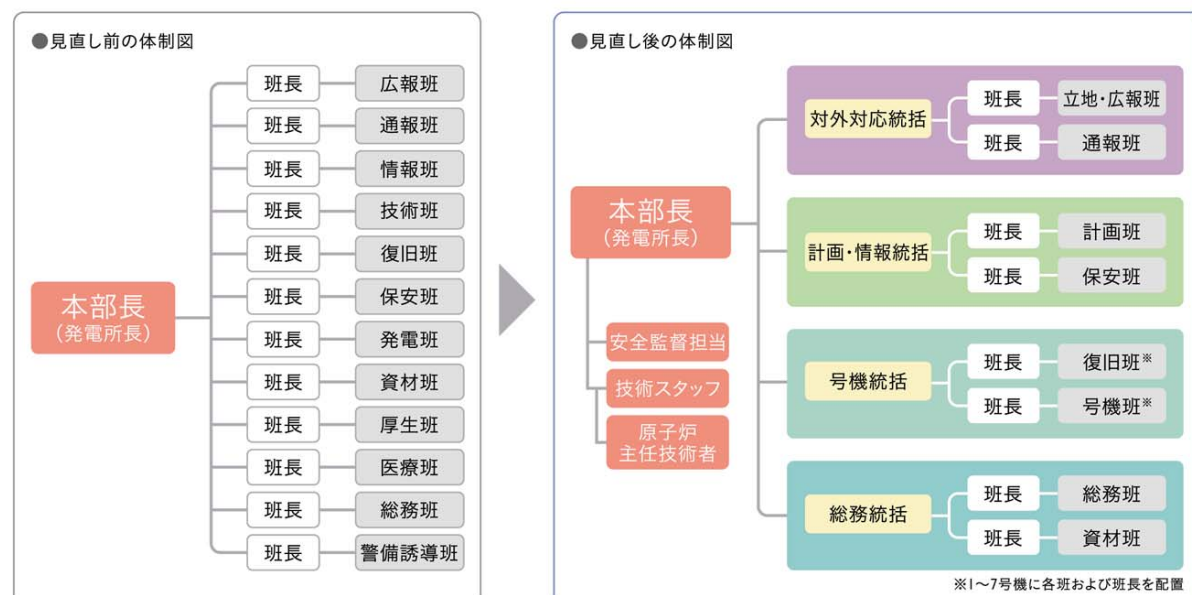 ●見直し前の体制図
本部長
(発電所長)
班長 広報班
班長 通報班
班長 情報班
班長 技術班
班長 復旧班
班長 保安班
班長 発電班
班長 資材班
班長 厚生班
班長 医療班
班長 総務班
班長 警備誘導班
●見直し後の体制図
本部長
(発電所長)
安全監督担当
技術スタッフ
原子炉
主任技術者
対外対応統括
班長 立地・広報班
班長 通報班
計画・情報統括
班長 計画班
班長 保安班
号機統括
班長 復旧班※
班長 号機班※
総務統括
班長 総務班
班長 資材班
※1～7号機に各班および班長を配置